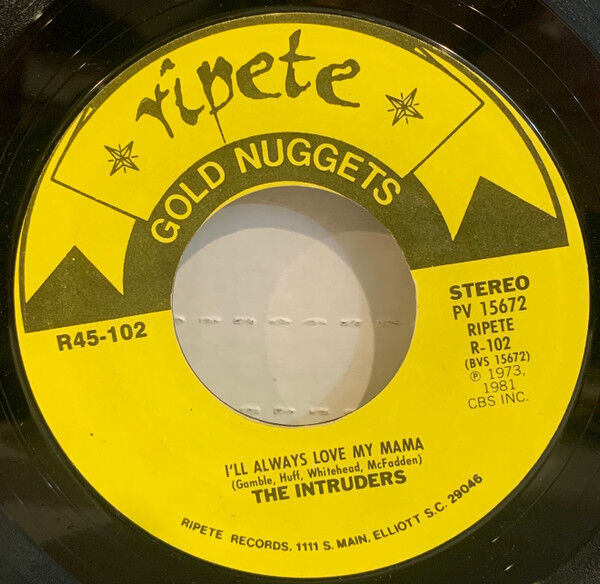 ripete
GOLD NUGGETS
R45-102
STEREO
PV 15672
RIPETE
R-102
(BVS 15672)
℗ 1973,
1981
CBS INC.
I'LL ALWAYS LOVE MY MAMA
(Gamble, Huff, Whitehead, McFadden)
THE INTRUDERS
RIPETE RECORDS, 1111 S. MAIN, ELLIOTT S.C. 29046